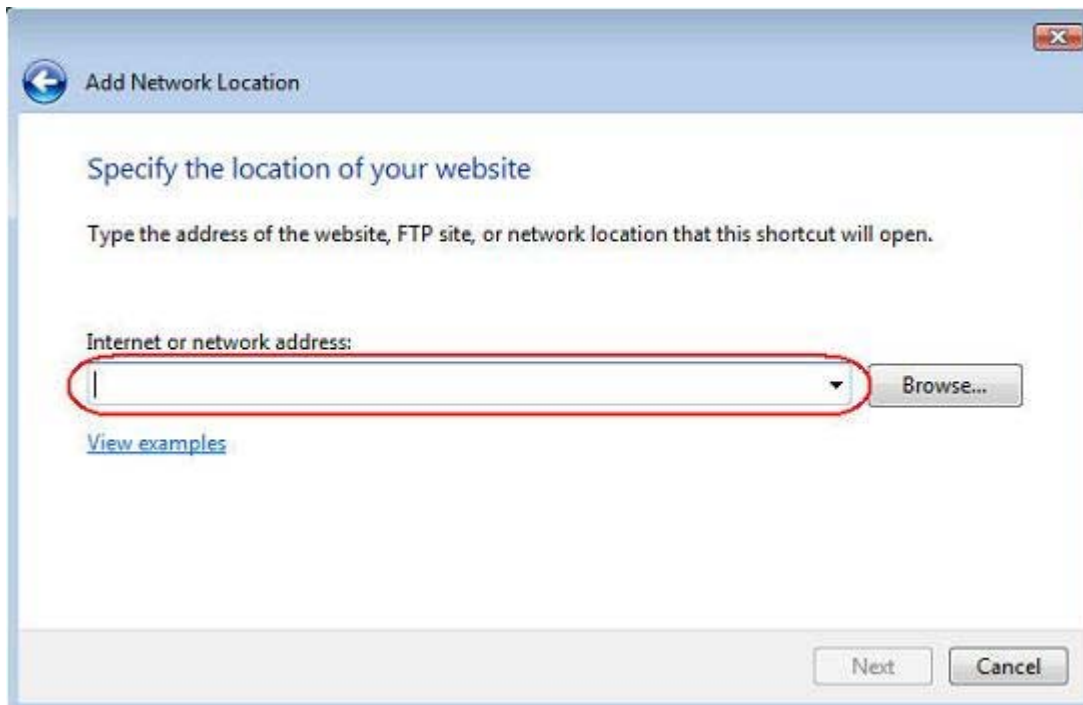 Add Network Location
Specify the location of your website
Type the address of the website, FTP site, or network location that this shortcut will open.
Internet or network address:
Browse...
View examples
Next
Cancel